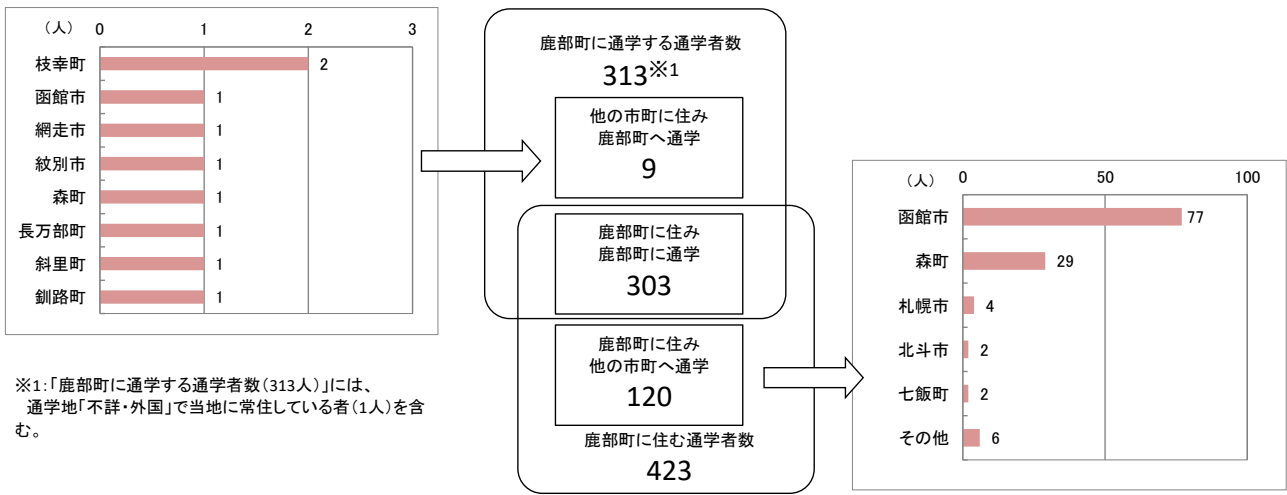 （人） 0 1 2 3
枝幸町 2
函館市 1
網走市 1
紋別市 1
森町 1
長万部町 1
斜里町 1
釧路町 1
※1：「鹿部町に通学する通学者数（313人）」には、
通学地「不詳・外国」で当地に常住している者（1人）を含
む。
鹿部町に通学する通学者数
313※1
他の市町に住み
鹿部町へ通学
9
鹿部町に住み
鹿部町に通学
303
鹿部町に住み
他の市町へ通学
120
鹿部町に住む通学者数
423
（人） 0 50 100
函館市 77
森町 29
札幌市 4
北斗市 2
七飯町 2
その他 6